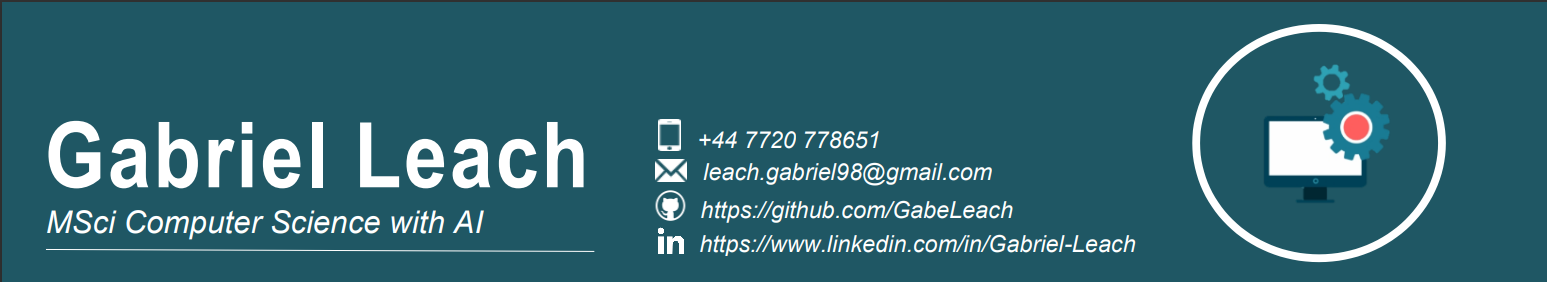 Gabriel Leach
MSci Computer Science with AI
+44 7720 778651
leach.gabriel98@gmail.com
https://github.com/GabeLeach
in https://www.linkedin.com/in/Gabriel-Leach